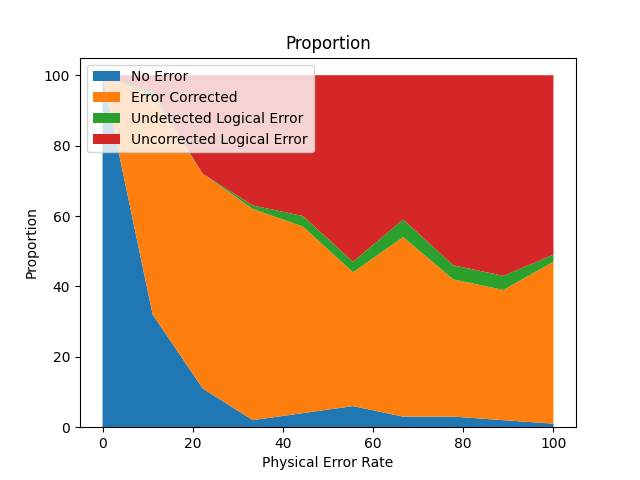 Proportion
100
80
60
40
20
0
Proportion
No Error
Error Corrected
Undetected Logical Error
Uncorrected Logical Error
0 20 40 60 80 100
Physical Error Rate